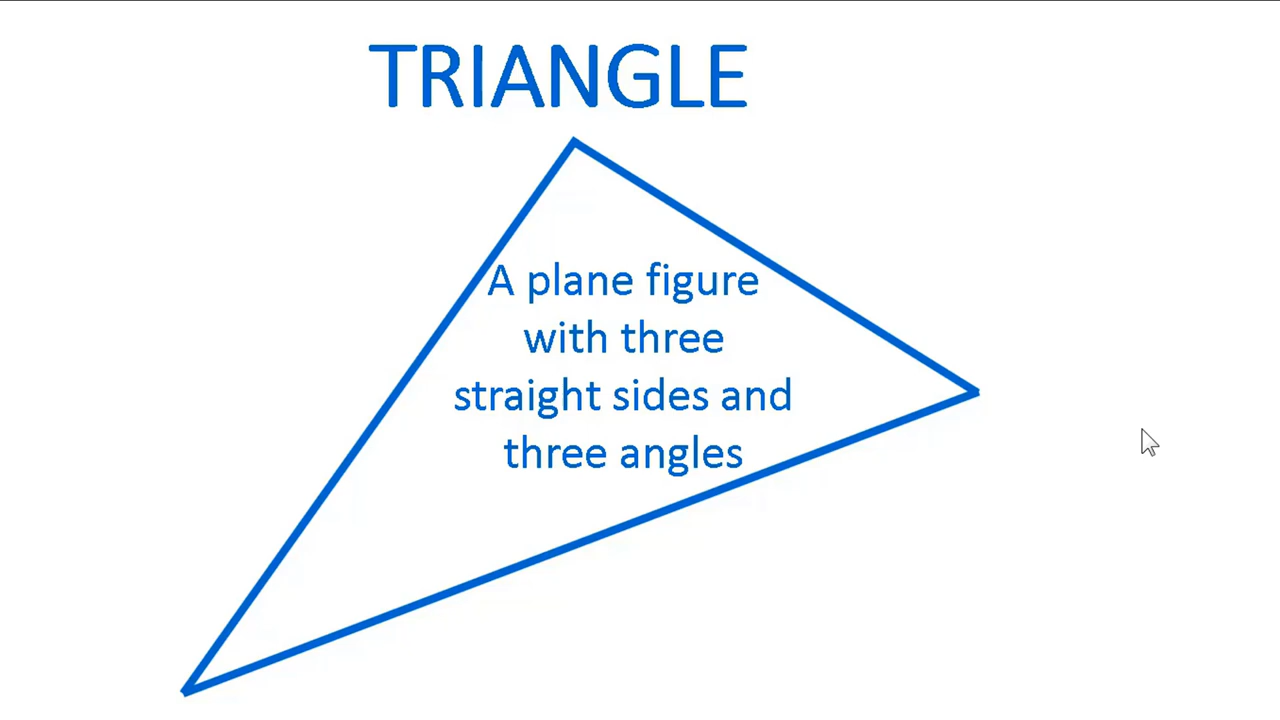 TRIANGLE
A plane figure
with three
straight sides and
three angles